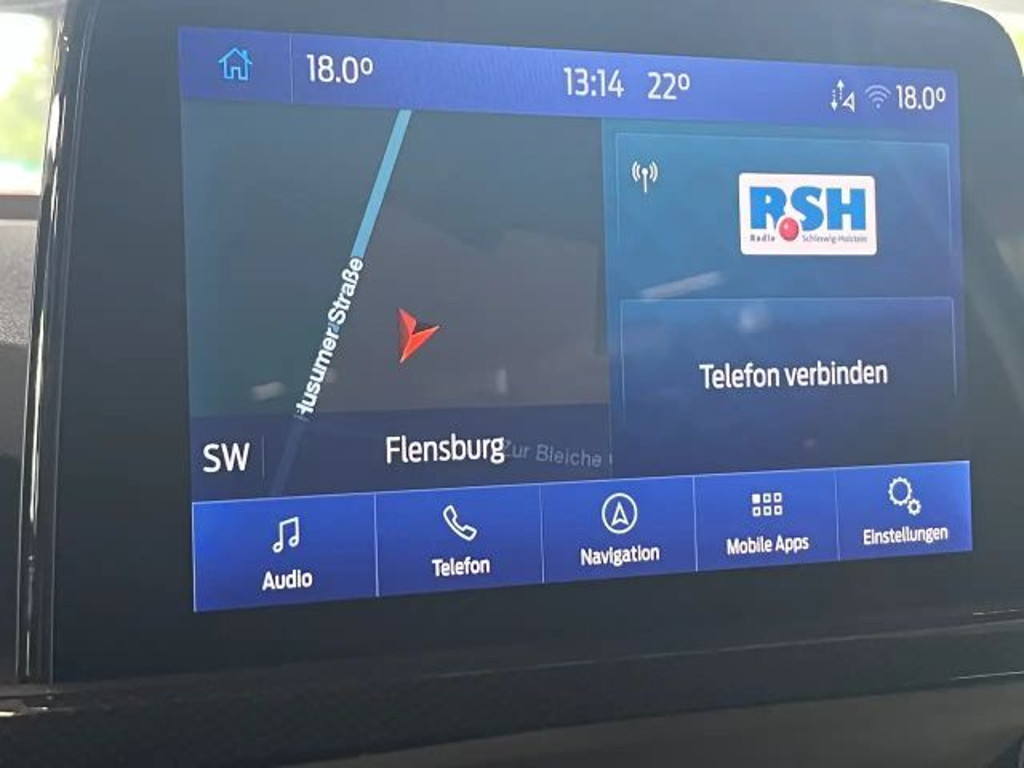 18.0°
13:14
22°
18.0°
RSH
Radio Schleswig-Holstein
Husumer Straße
Telefon verbinden
SW
Flensburg
Zur Bleiche
Audio
Telefon
Navigation
Mobile Apps
Einstellungen